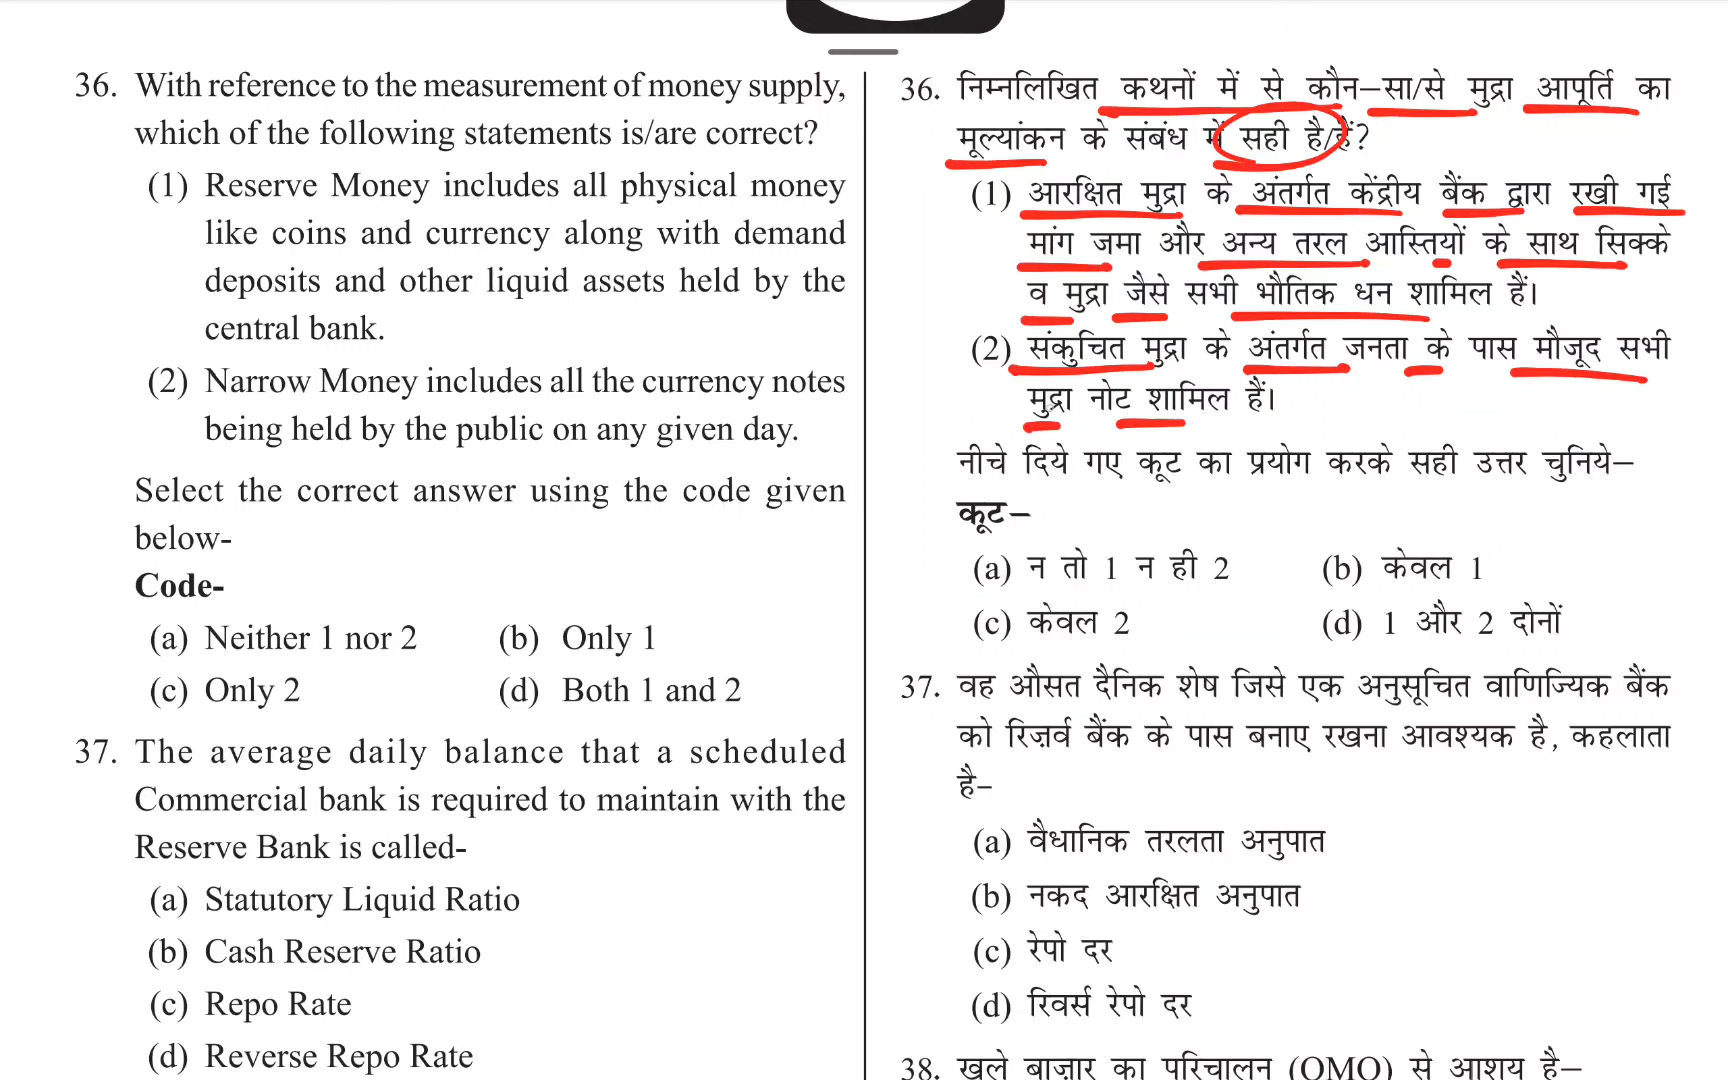 36. With reference to the measurement of money supply,
which of the following statements is/are correct?
(1) Reserve Money includes all physical money
like coins and currency along with demand
deposits and other liquid assets held by the
central bank.
(2) Narrow Money includes all the currency notes
being held by the public on any given day.
Select the correct answer using the code given
below-
Code-
(a) Neither 1 nor 2 (b) Only 1
(c) Only 2 (d) Both 1 and 2
37. The average daily balance that a scheduled
Commercial bank is required to maintain with the
Reserve Bank is called-
(a) Statutory Liquid Ratio
(b) Cash Reserve Ratio
(c) Repo Rate
(d) Reverse Repo Rate
36. निम्नलिखित कथनों में से कौन–सा/से मुद्रा आपूर्ति का
मूल्यांकन के संबंध में सही है/हैं?
(1) आरक्षित मुद्रा के अंतर्गत केंद्रीय बैंक द्वारा रखी गई
मांग जमा और अन्य तरल आस्तियों के साथ सिक्के
व मुद्रा जैसे सभी भौतिक धन शामिल हैं।
(2) संकुचित मुद्रा के अंतर्गत जनता के पास मौजूद सभी
मुद्रा नोट शामिल हैं।
नीचे दिये गए कूट का प्रयोग करके सही उत्तर चुनिये–
कूट–
(a) न तो 1 न ही 2 (b) केवल 1
(c) केवल 2 (d) 1 और 2 दोनों
37. वह औसत दैनिक शेष जिसे एक अनुसूचित वाणिज्यिक बैंक
को रिज़र्व बैंक के पास बनाए रखना आवश्यक है, कहलाता
है–
(a) वैधानिक तरलता अनुपात
(b) नकद आरक्षित अनुपात
(c) रेपो दर
(d) रिवर्स रेपो दर
38. खुले बाज़ार का परिचालन (OMO) से आशय है–